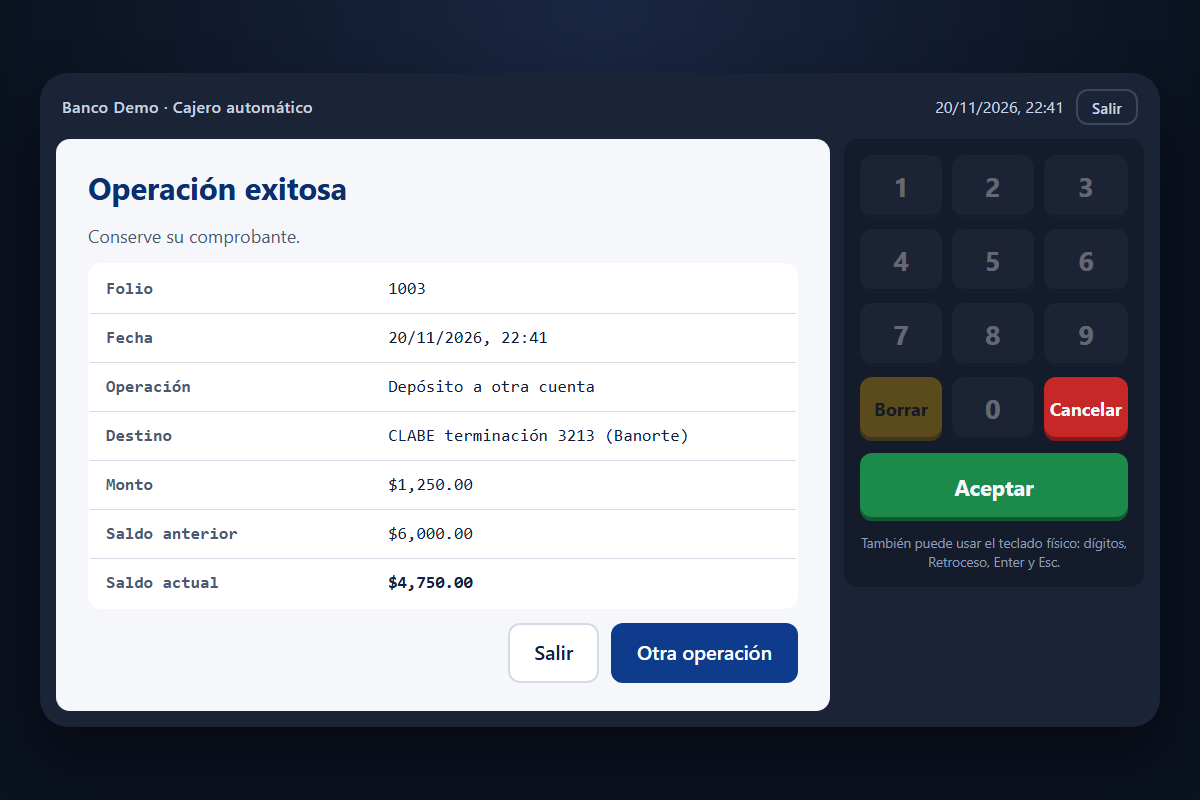 Banco Demo · Cajero automático
20/11/2026, 22:41
Salir
Operación exitosa
Conserve su comprobante.
Folio 1003
Fecha 20/11/2026, 22:41
Operación Depósito a otra cuenta
Destino CLABE terminación 3213 (Banorte)
Monto $1,250.00
Saldo anterior $6,000.00
Saldo actual $4,750.00
Salir
Otra operación
1 2 3
4 5 6
7 8 9
Borrar 0 Cancelar
Aceptar
También puede usar el teclado físico: dígitos,
Retroceso, Enter y Esc.